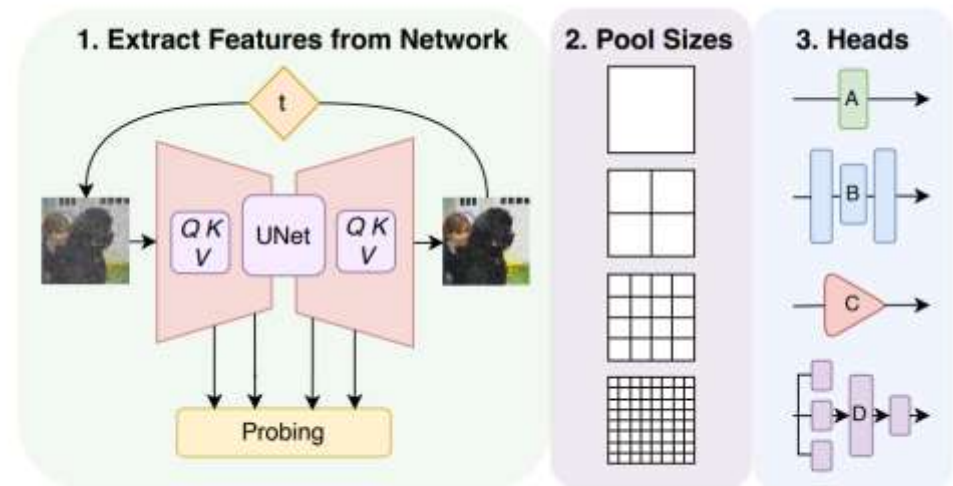 1. Extract Features from Network
t
Q K
V
UNet
Q K
V
Probing
2. Pool Sizes
3. Heads
A
B
C
D